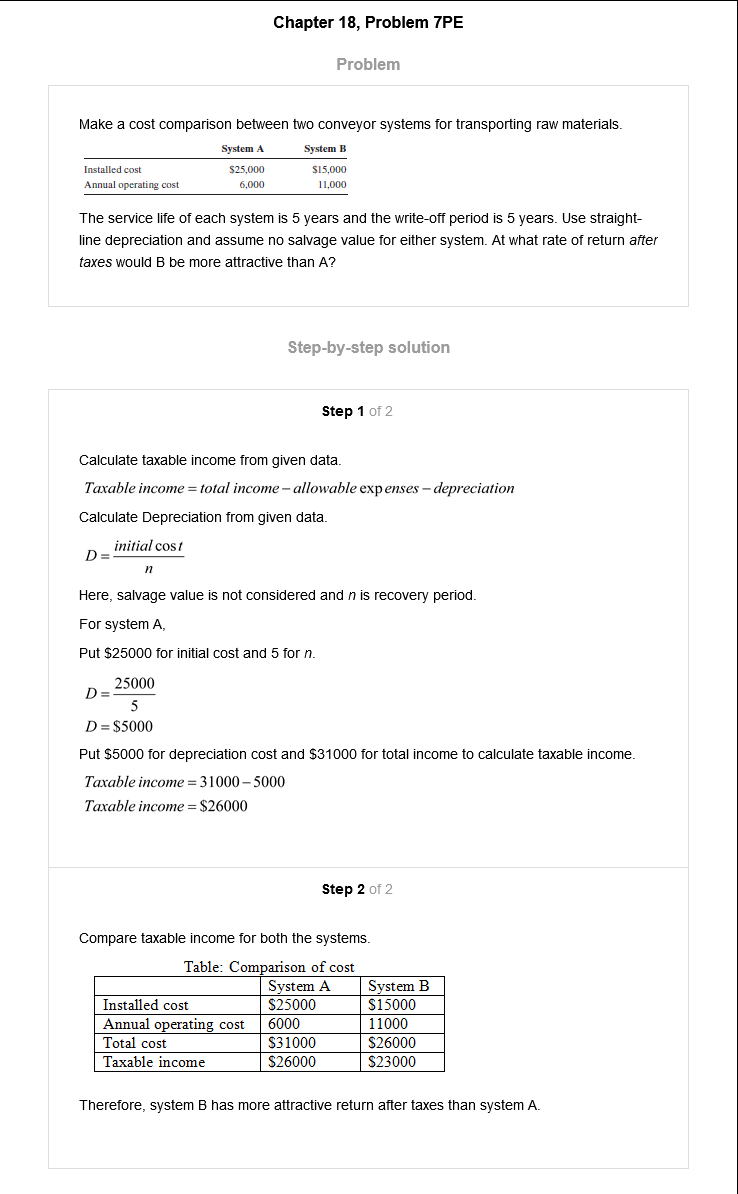 Chapter 18, Problem 7PE
Problem
Make a cost comparison between two conveyor systems for transporting raw materials.
System A System B
Installed cost $25,000 $15,000
Annual operating cost 6,000 11,000
The service life of each system is 5 years and the write-off period is 5 years. Use straight-
line depreciation and assume no salvage value for either system. At what rate of return after
taxes would B be more attractive than A?
Step-by-step solution
Step 1 of 2
Calculate taxable income from given data.
Taxable income = total income – allowable expenses – depreciation
Calculate Depreciation from given data.
D = initial cost / n
Here, salvage value is not considered and n is recovery period.
For system A,
Put $25000 for initial cost and 5 for n.
D = 25000 / 5
D = $5000
Put $5000 for depreciation cost and $31000 for total income to calculate taxable income.
Taxable income = 31000 – 5000
Taxable income = $26000
Step 2 of 2
Compare taxable income for both the systems.
Table: Comparison of cost
System A System B
Installed cost $25000 $15000
Annual operating cost 6000 11000
Total cost $31000 $26000
Taxable income $26000 $23000
Therefore, system B has more attractive return after taxes than system A.